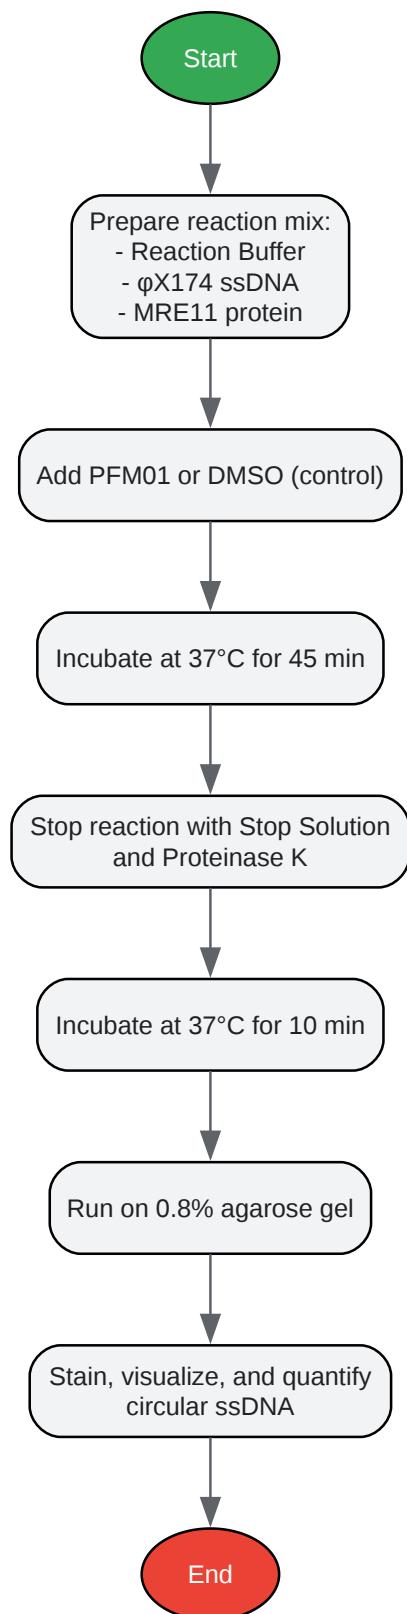 Start
Prepare reaction mix:
- Reaction Buffer
- φX174 ssDNA
- MRE11 protein
Add PFM01 or DMSO (control)
Incubate at 37°C for 45 min
Stop reaction with Stop Solution
and Proteinase K
Incubate at 37°C for 10 min
Run on 0.8% agarose gel
Stain, visualize, and quantify
circular ssDNA
End